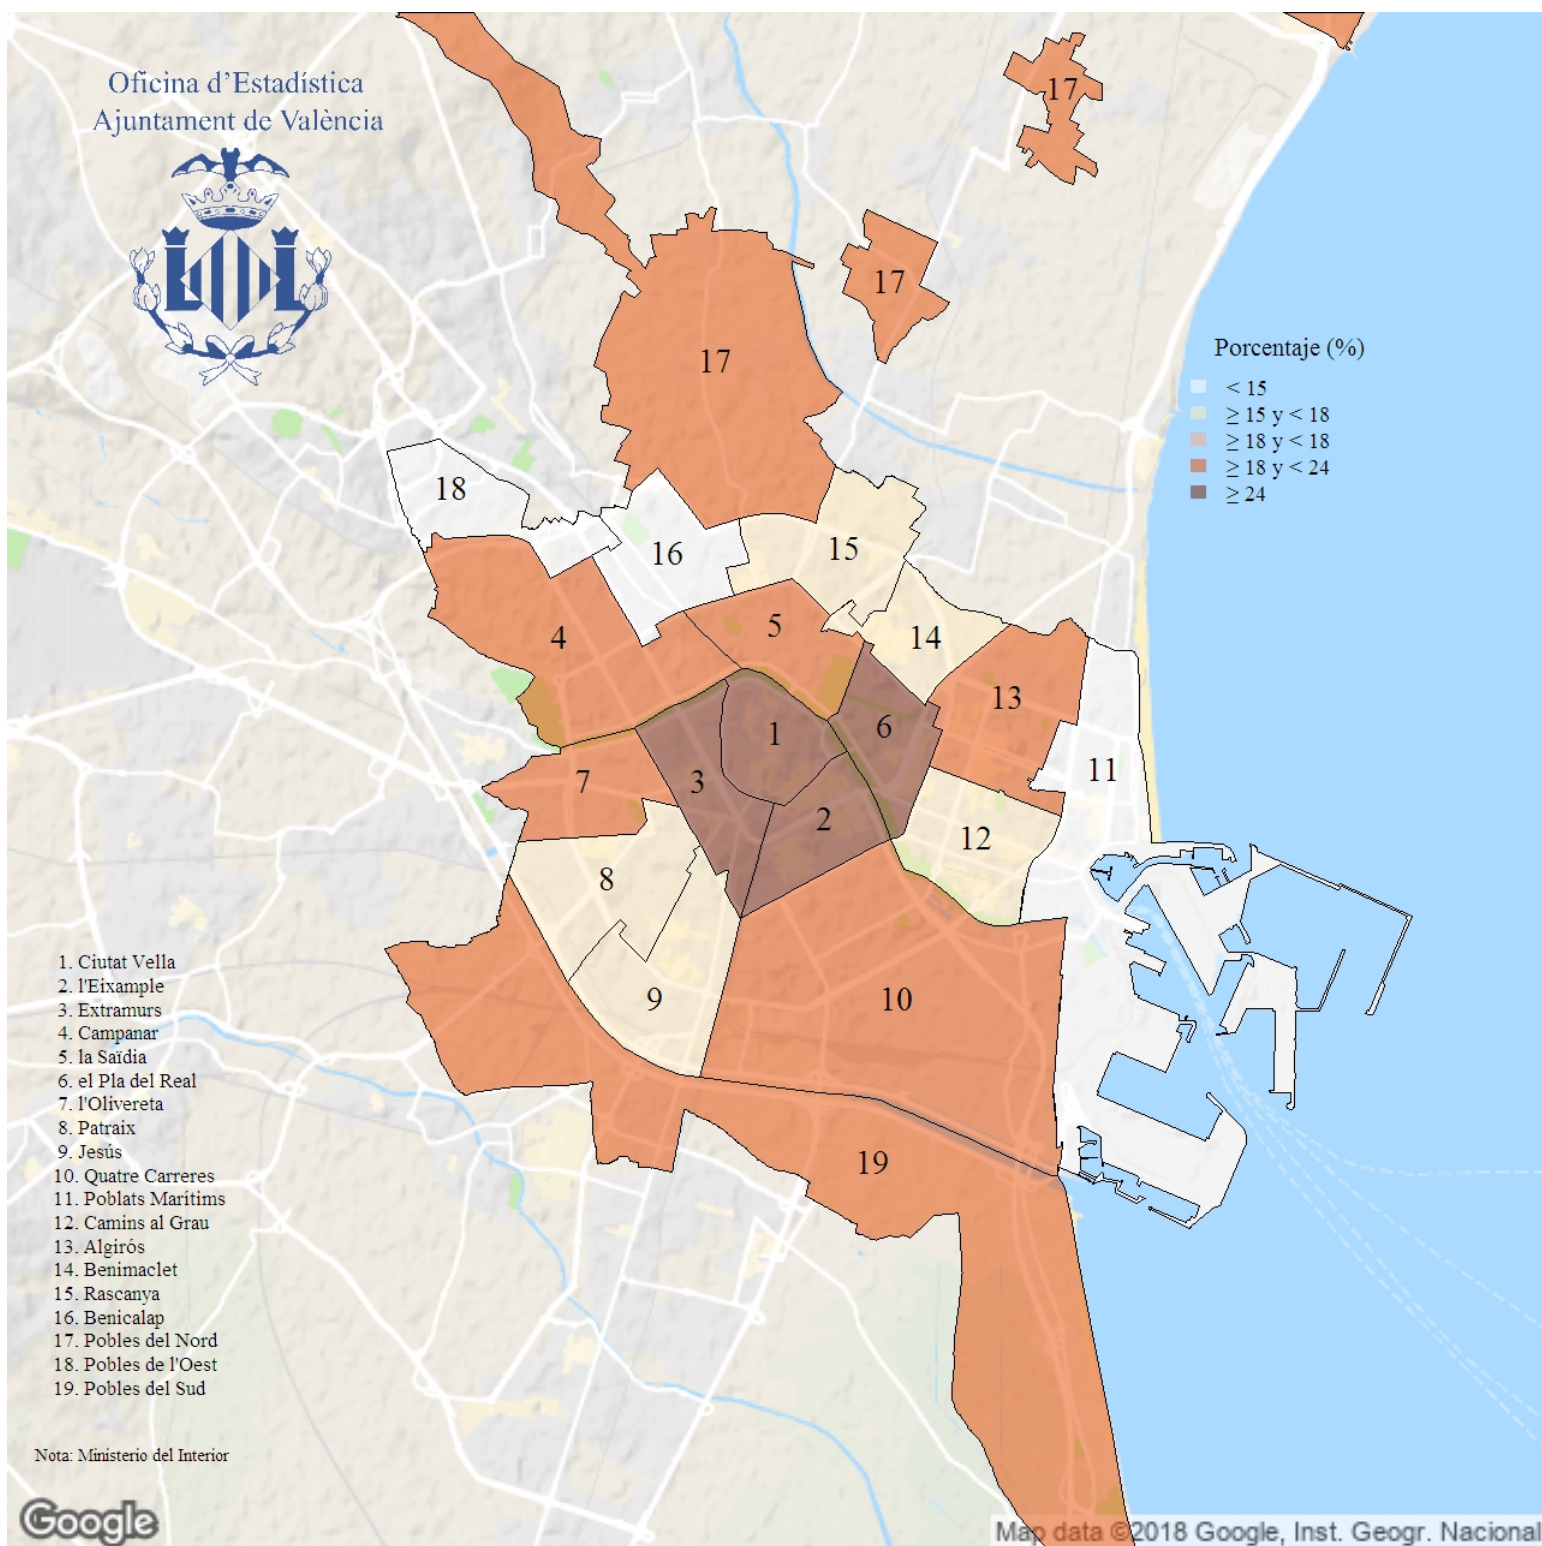 Oficina d'Estadística
Ajuntament de València
17
17
17
Porcentaje (%)
< 15
≥ 15 y < 18
≥ 18 y < 18
≥ 18 y < 24
≥ 24
18
16
15
4
5
14
13
6
1
3
7
11
2
12
8
9
10
19
1. Ciutat Vella
2. l'Eixample
3. Extramurs
4. Campanar
5. la Saïdia
6. el Pla del Real
7. l'Olivereta
8. Patraix
9. Jesús
10. Quatre Carreres
11. Poblats Marítims
12. Camins al Grau
13. Algirós
14. Benimaclet
15. Rascanya
16. Benicalap
17. Pobles del Nord
18. Pobles de l'Oest
19. Pobles del Sud
Nota: Ministerio del Interior
Google
Map data ©2018 Google, Inst. Geogr. Nacional